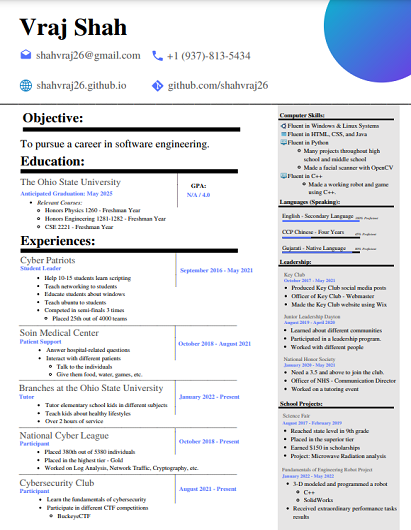 Vraj Shah
shahvraj26@gmail.com
+1 (937)-813-5434
shahvraj26.github.io
github.com/shahvraj26
Objective:
To pursue a career in software engineering.
Education:
The Ohio State University
Anticipated Graduation: May 2025
GPA:
N/A / 4.0
• Relevant Courses:
Honors Physics 1260 - Freshman Year
Honors Engineering 1281-1282 - Freshman Year
CSE 2221 - Freshman Year
Experiences:
Cyber Patriots
Student Leader
September 2016 - May 2021
• Help 10-15 students learn scripting
• Teach networking to students
• Educate students about windows
• Teach ubuntu to students
• Competed in semi-finals 3 times
Placed 25th out of 4000 teams
Soin Medical Center
Patient Support
October 2018 - August 2021
• Answer hospital-related questions
• Interact with different patients
Talk to the individuals
Give them food, water, games, etc.
Branches at the Ohio State University
Tutor
January 2022 - Present
• Tutor elementary school kids in different subjects
• Teach kids about healthy lifestyles
• Over 2 hours of service
National Cyber League
Participant
October 2018 - Present
• Placed 380th out of 5380 individuals
• Placed in the highest tier - Gold
• Worked on Log Analysis, Network Traffic, Cryptography, etc.
Cybersecurity Club
Participant
August 2021 - Present
• Learn the fundamentals of cybersecurity
• Participate in different CTF competitions
BuckeyeCTF
Computer Skills:
Fluent in Windows & Linux Systems
Fluent in HTML, CSS, and Java
Fluent in Python
Many projects throughout high
school and middle school
Made a facial scanner with OpenCV
Fluent in C++
Made a working robot and game
using C++.
Languages (Speaking):
English - Secondary Language
CCP Chinese - Four Years
Gujarati - Native Language
Leadership:
Key Club
October 2017 - May 2021
• Produced Key Club social media posts
• Officer of Key Club - Webmaster
• Made the Key Club website using Wix
Junior Leadership Dayton
August 2019 - April 2020
• Learned about different communities
• Participated in a leadership program.
• Worked with different people
National Honor Society
January 2020 - May 2021
• Need a 3.5 and above to join the club.
• Officer of NHS - Communication Director
• Worked on a tutoring event
School Projects:
Science Fair
August 2017 - February 2019
• Reached state level in 9th grade
• Placed in the superior tier
• Earned $150 in scholarships
• Project: Microwave Radiation analysis
Fundamentals of Engineering Robot Project
January 2022 - May 2022
• 3-D modeled and programmed a robot
C++
SolidWorks
• Received extraordinary performance tasks
results